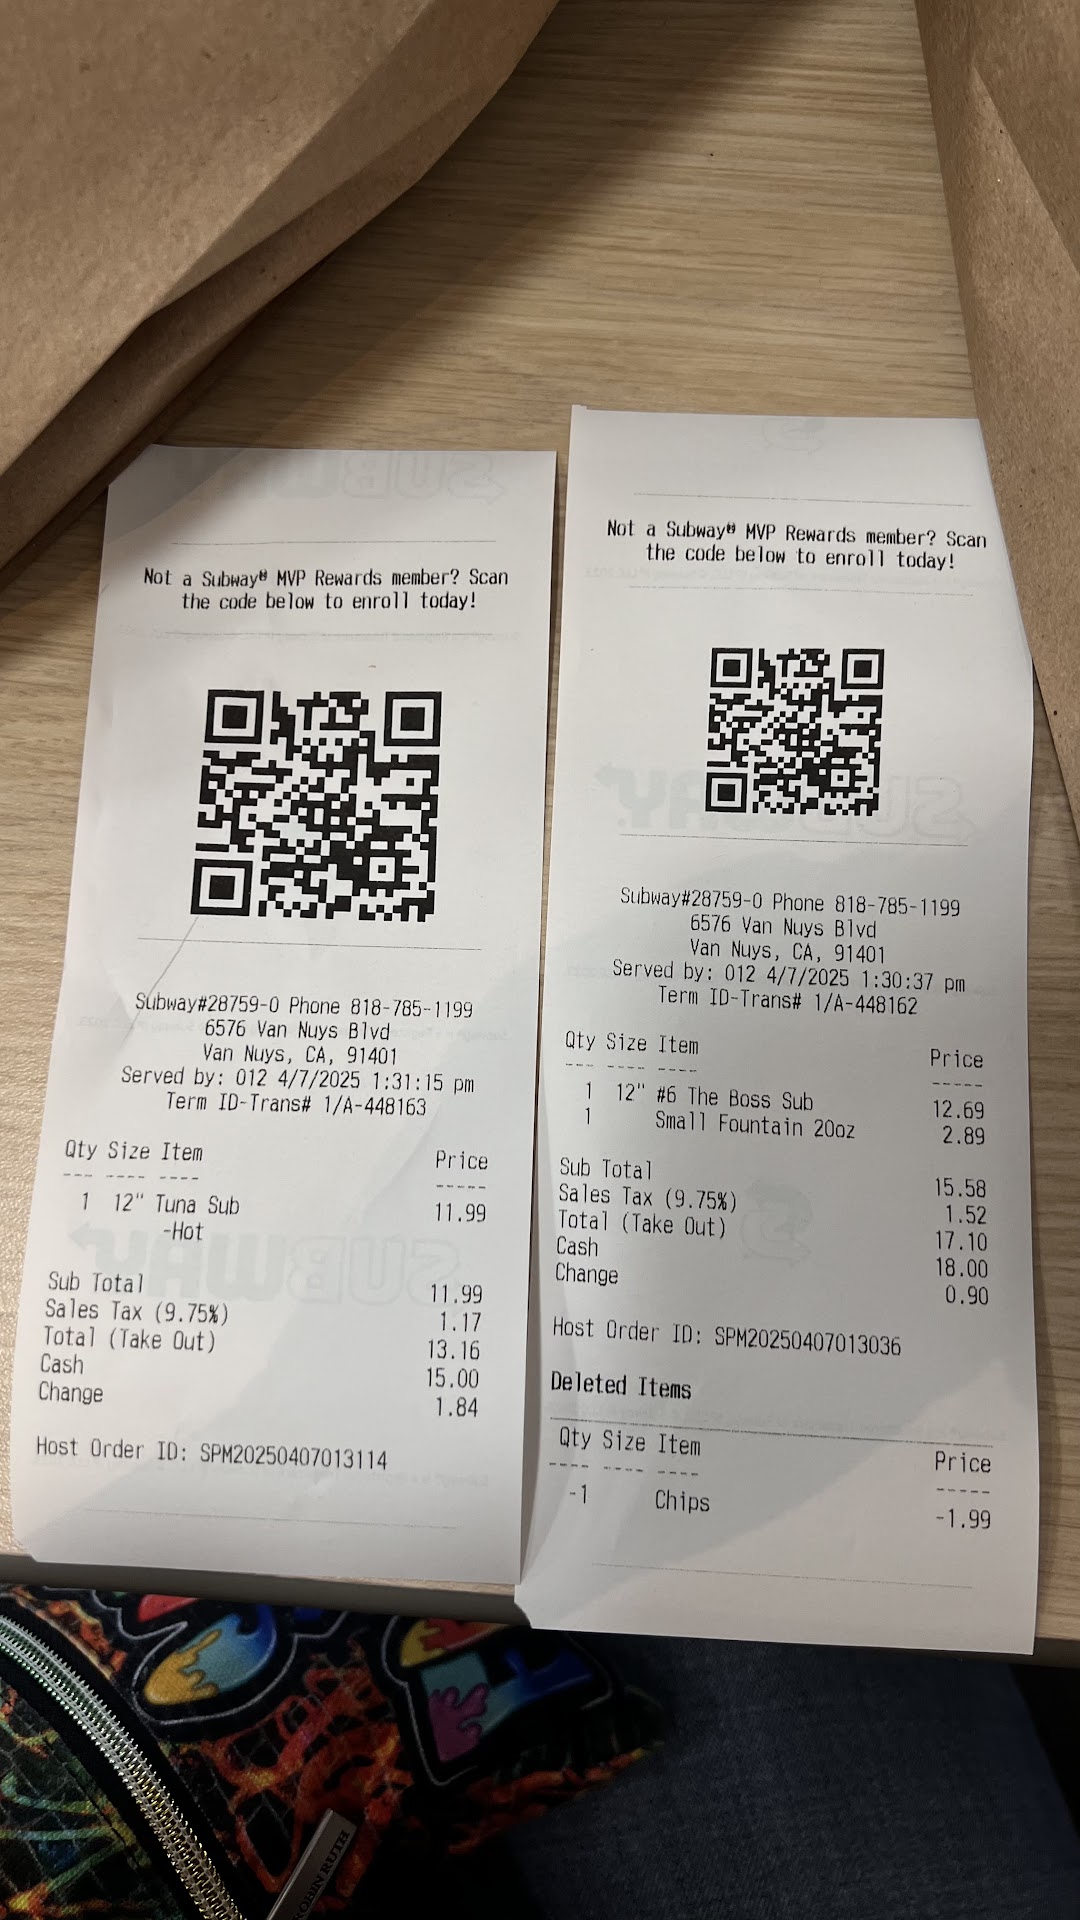 Not a Subway® MVP Rewards member? Scan
the code below to enroll today!
Subway#28759-0 Phone 818-785-1199
6576 Van Nuys Blvd
Van Nuys, CA, 91401
Served by: 012 4/7/2025 1:31:15 pm
Term ID-Trans# 1/A-448163
Qty Size Item Price
---- ---- ---- -----
1 12" Tuna Sub 11.99
-Hot
Sub Total 11.99
Sales Tax (9.75%) 1.17
Total (Take Out) 13.16
Cash 15.00
Change 1.84
Host Order ID: SPM20250407013114
Not a Subway® MVP Rewards member? Scan
the code below to enroll today!
Subway#28759-0 Phone 818-785-1199
6576 Van Nuys Blvd
Van Nuys, CA, 91401
Served by: 012 4/7/2025 1:30:37 pm
Term ID-Trans# 1/A-448162
Qty Size Item Price
---- ---- ---- -----
1 12" #6 The Boss Sub 12.69
1 Small Fountain 20oz 2.89
Sub Total 15.58
Sales Tax (9.75%) 1.52
Total (Take Out) 17.10
Cash 18.00
Change 0.90
Host Order ID: SPM20250407013036
Deleted Items
Qty Size Item Price
---- ---- ---- -----
-1 Chips -1.99
ROBIN RUTH